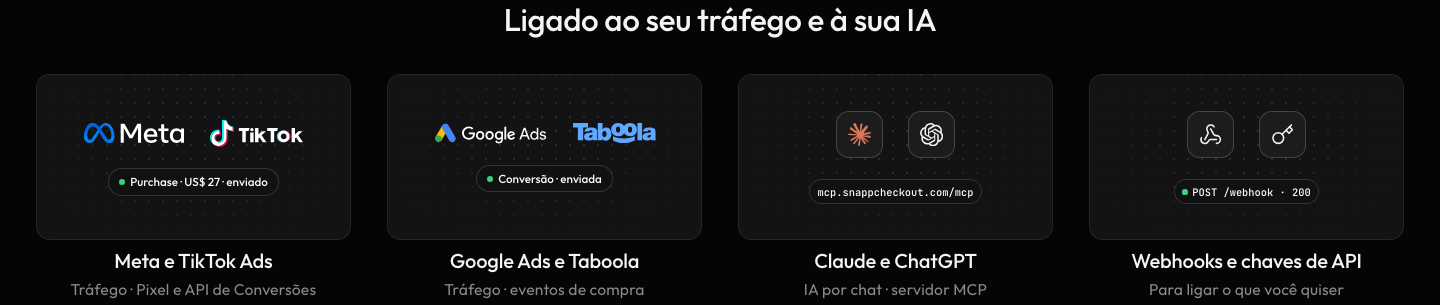 Ligado ao seu tráfego e à sua IA
Meta TikTok
Purchase · US$ 27 · enviado
Google Ads Taboola
Conversão · enviada
mcp.snappcheckout.com/mcp
POST /webhook · 200
Meta e TikTok Ads
Tráfego · Pixel e API de Conversões
Google Ads e Taboola
Tráfego · eventos de compra
Claude e ChatGPT
IA por chat · servidor MCP
Webhooks e chaves de API
Para ligar o que você quiser